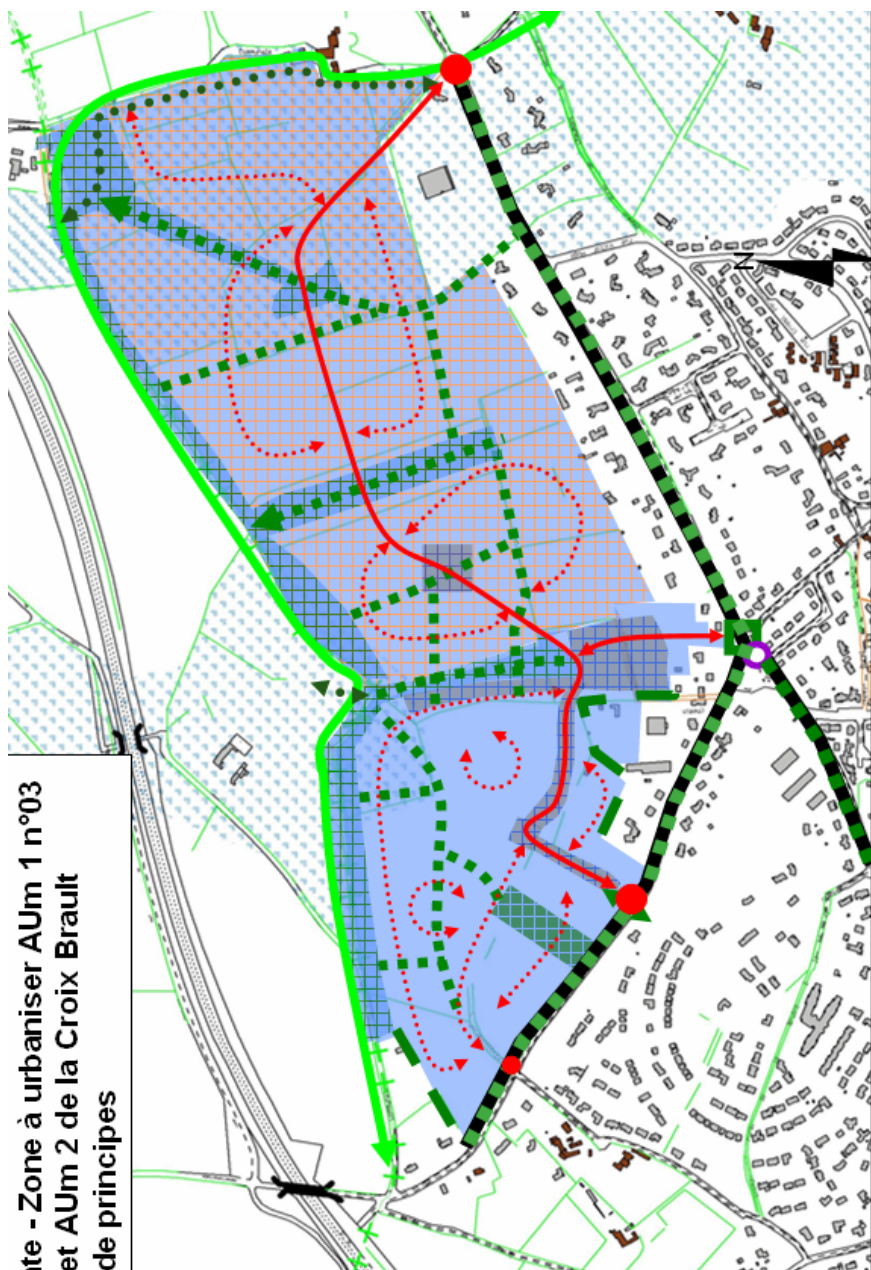 te - Zone à urbaniser AUm 1 n°03
et AUm 2 de la Croix Brault
de principes
N